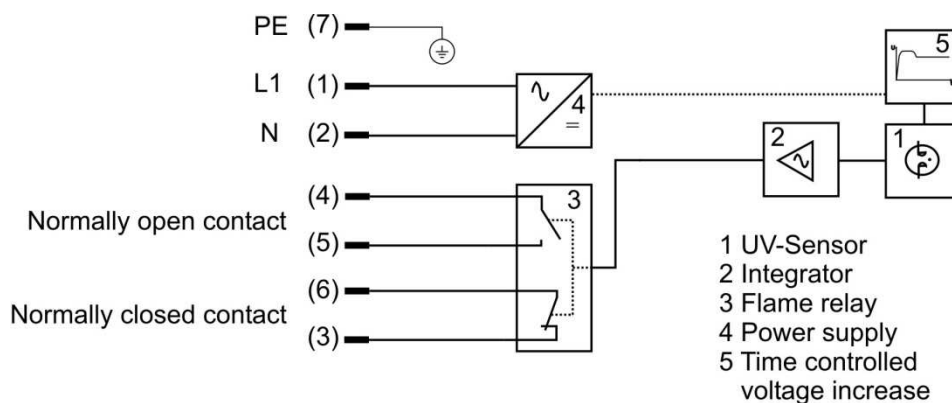 PE (7)
5
L1 (1)
4
N (2)
2
1
(4)
3
Normally open contact
(5)
1 UV-Sensor
(6)
2 Integrator
Normally closed contact
3 Flame relay
(3)
4 Power supply
5 Time controlled
voltage increase